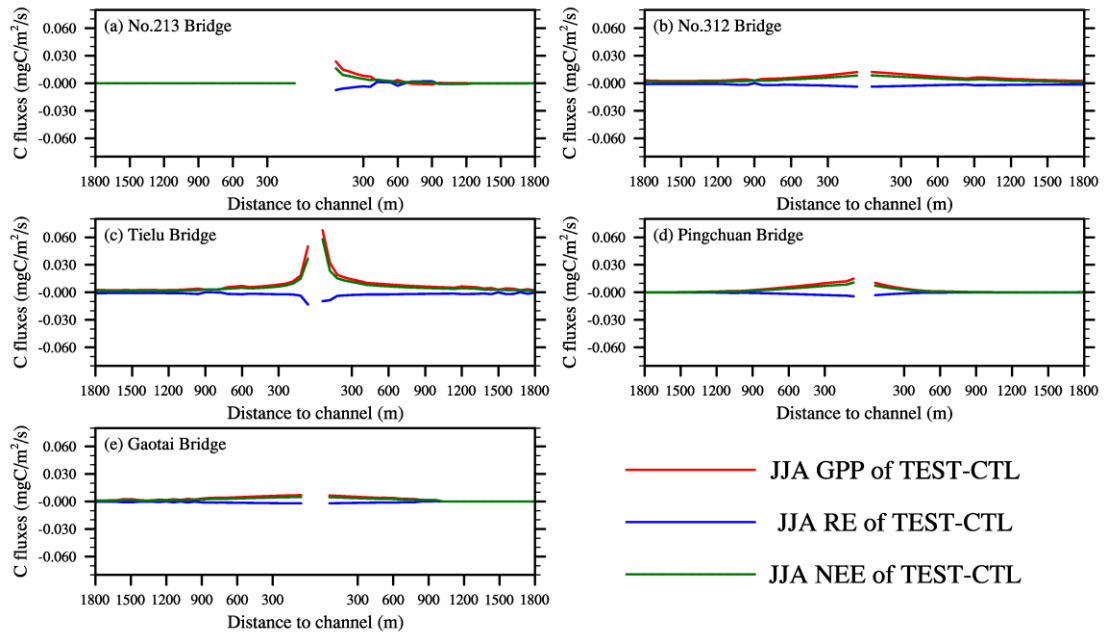 (a) No.213 Bridge
C fluxes (mgC/m²/s)
0.060
0.030
-0.000
-0.030
-0.060
1800 1500 1200 900 600 300 300 600 900 1200 1500 1800
Distance to channel (m)
(b) No.312 Bridge
C fluxes (mgC/m²/s)
0.060
0.030
-0.000
-0.030
-0.060
1800 1500 1200 900 600 300 300 600 900 1200 1500 1800
Distance to channel (m)
(c) Tielu Bridge
C fluxes (mgC/m²/s)
0.060
0.030
-0.000
-0.030
-0.060
1800 1500 1200 900 600 300 300 600 900 1200 1500 1800
Distance to channel (m)
(d) Pingchuan Bridge
C fluxes (mgC/m²/s)
0.060
0.030
-0.000
-0.030
-0.060
1800 1500 1200 900 600 300 300 600 900 1200 1500 1800
Distance to channel (m)
(e) Gaotai Bridge
C fluxes (mgC/m²/s)
0.060
0.030
-0.000
-0.030
-0.060
1800 1500 1200 900 600 300 300 600 900 1200 1500 1800
Distance to channel (m)
JJA GPP of TEST-CTL
JJA RE of TEST-CTL
JJA NEE of TEST-CTL